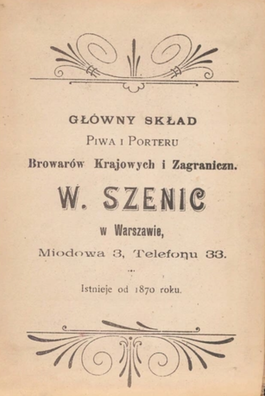 GŁÓWNY SKŁAD
PIWA I PORTERU
Browarów Krajowych i Zagraniczn.
W. SZENIC
w Warszawie,
Miodowa 3, Telefonu 33.
Istnieje od 1870 roku.